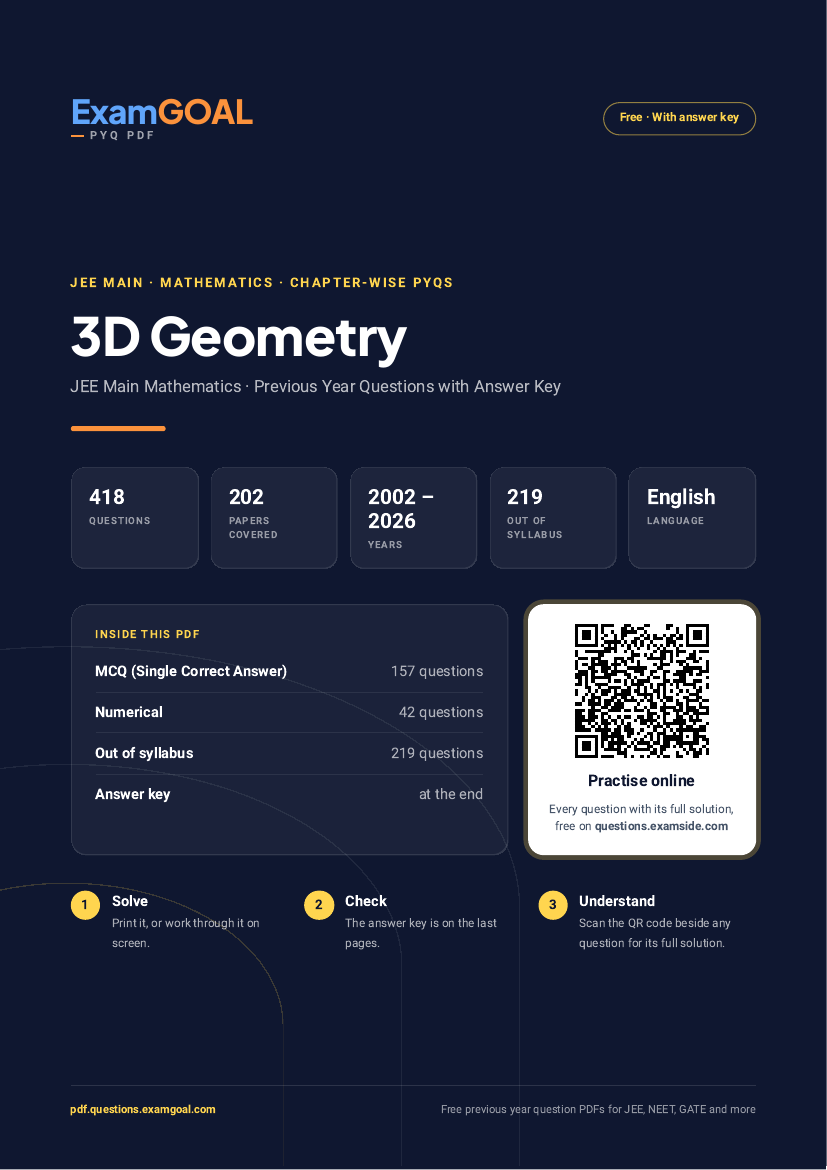 ExamGOAL
PYQ PDF
Free · With answer key
JEE MAIN · MATHEMATICS · CHAPTER-WISE PYQS
3D Geometry
JEE Main Mathematics · Previous Year Questions with Answer Key
418
QUESTIONS
202
PAPERS
COVERED
2002 –
2026
YEARS
219
OUT OF
SYLLABUS
English
LANGUAGE
INSIDE THIS PDF
MCQ (Single Correct Answer) 157 questions
Numerical 42 questions
Out of syllabus 219 questions
Answer key at the end
Practise online
Every question with its full solution,
free on questions.examside.com
1 Solve
Print it, or work through it on
screen.
2 Check
The answer key is on the last
pages.
3 Understand
Scan the QR code beside any
question for its full solution.
pdf.questions.examgoal.com
Free previous year question PDFs for JEE, NEET, GATE and more